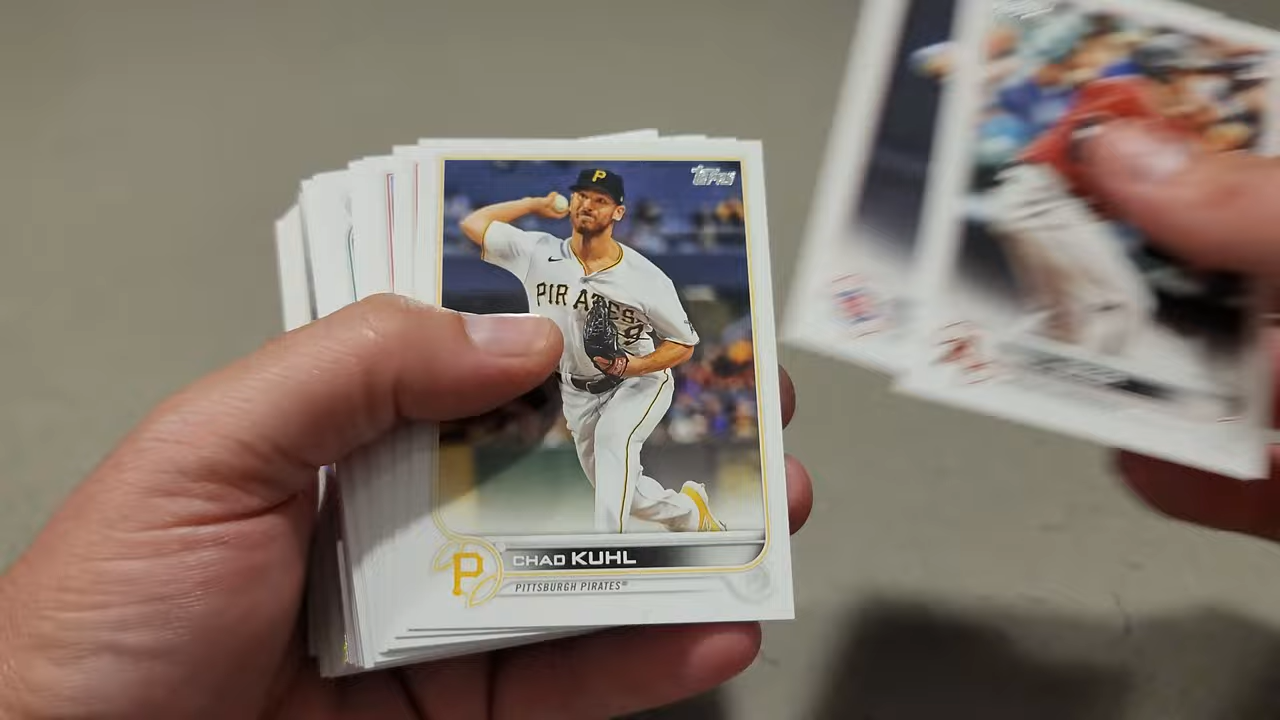 Topps
P
PIRATES
CHAD KUHL
P
PITTSBURGH PIRATES®